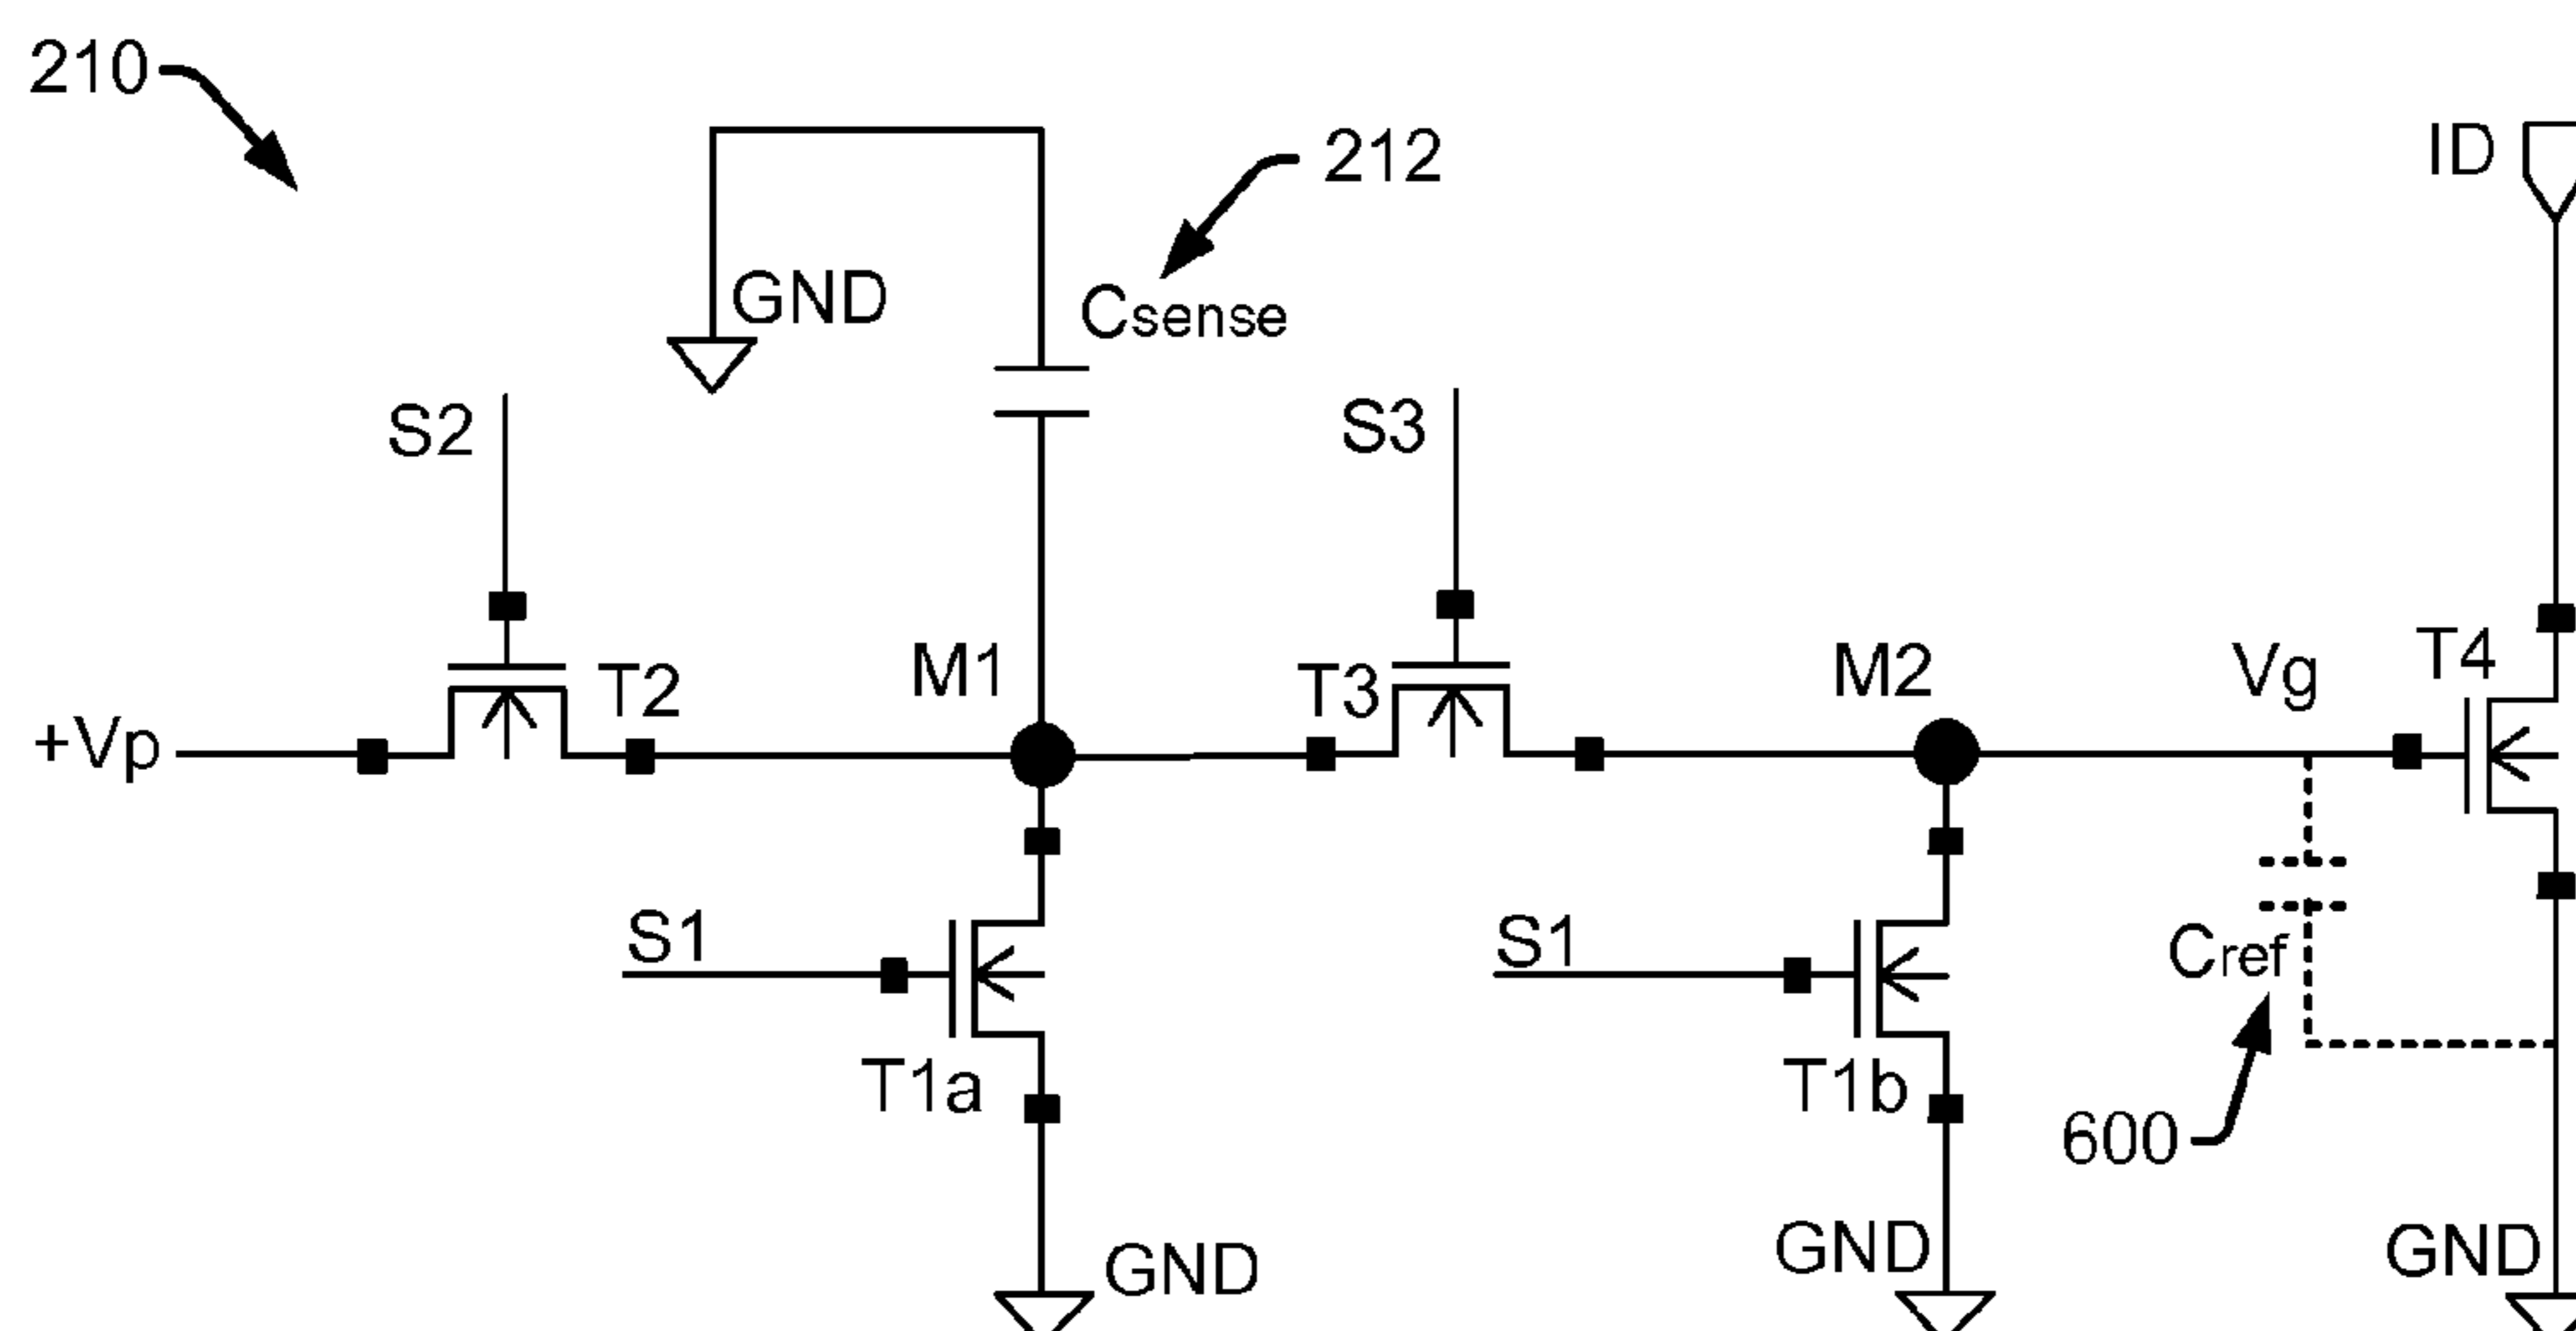 210
212
ID
GND
Csense
S2
S3
M1
M2
Vg
T4
T2
T3
+Vp
S1
S1
Cref
T1a
T1b
600
GND
GND
GND